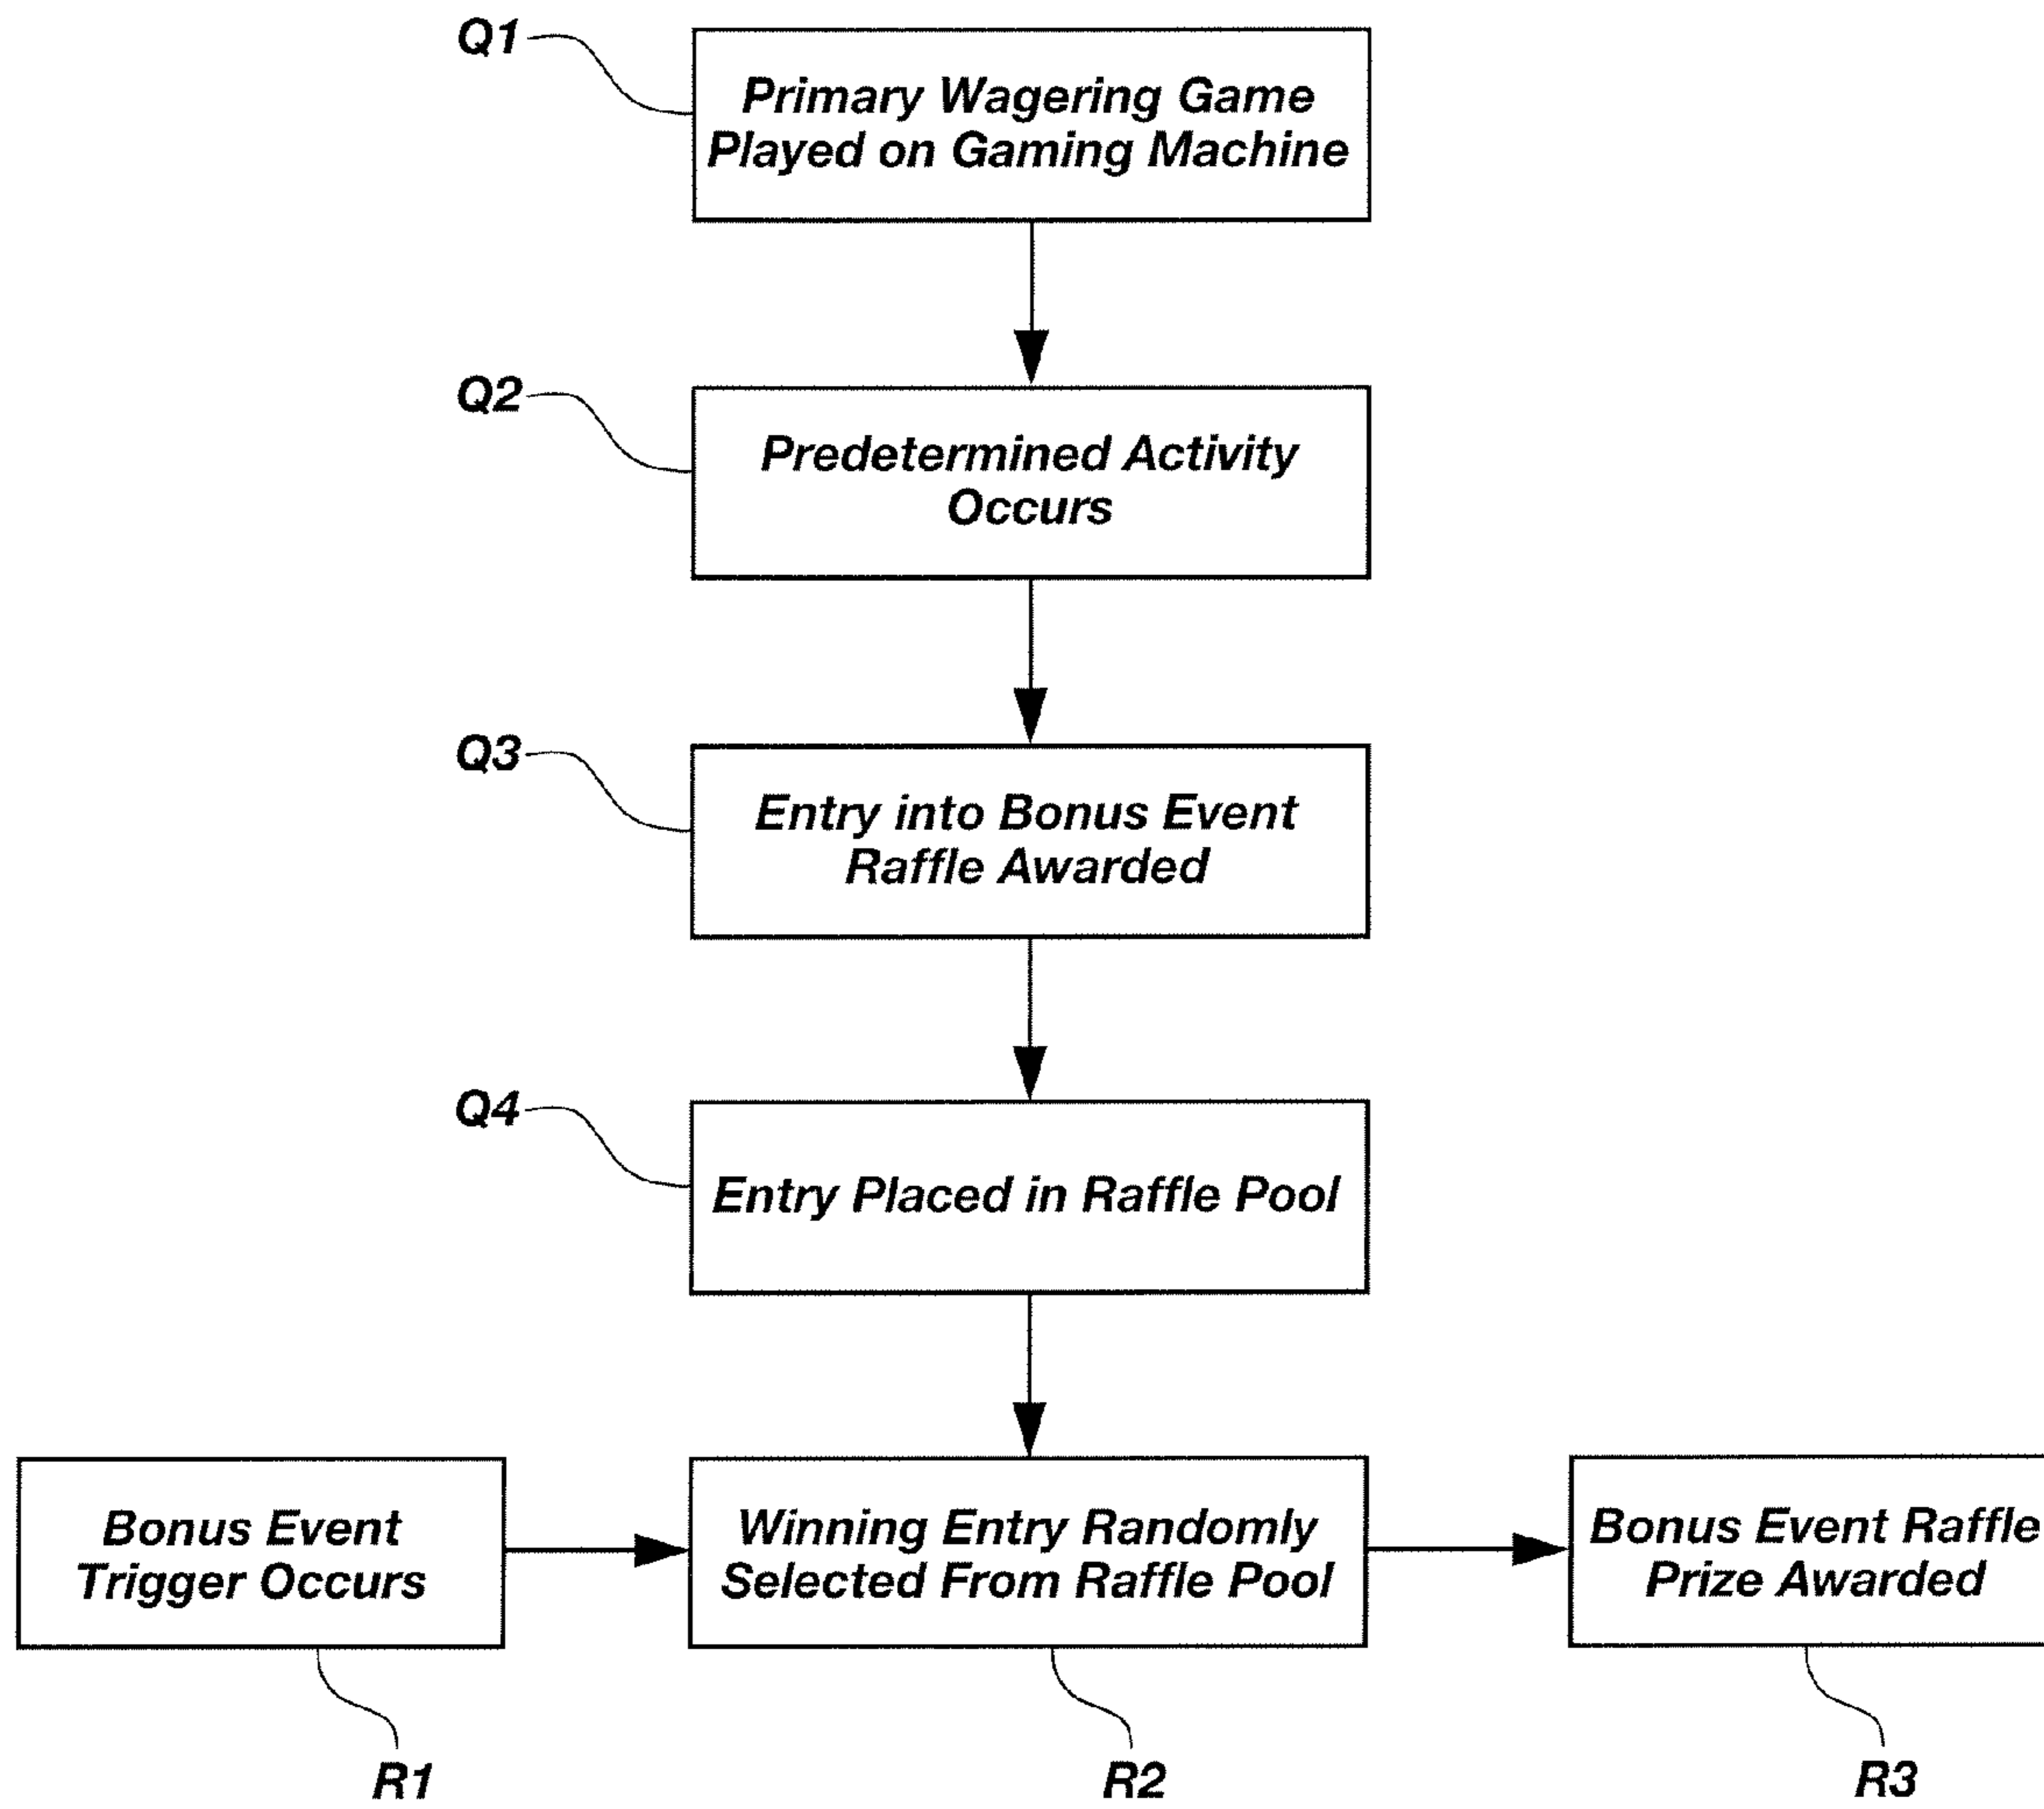 Q1
Primary Wagering Game
Played on Gaming Machine
Q2
Predetermined Activity
Occurs
Q3
Entry into Bonus Event
Raffle Awarded
Q4
Entry Placed in Raffle Pool
Bonus Event
Trigger Occurs
Winning Entry Randomly
Selected From Raffle Pool
Bonus Event Raffle
Prize Awarded
R1
R2
R3